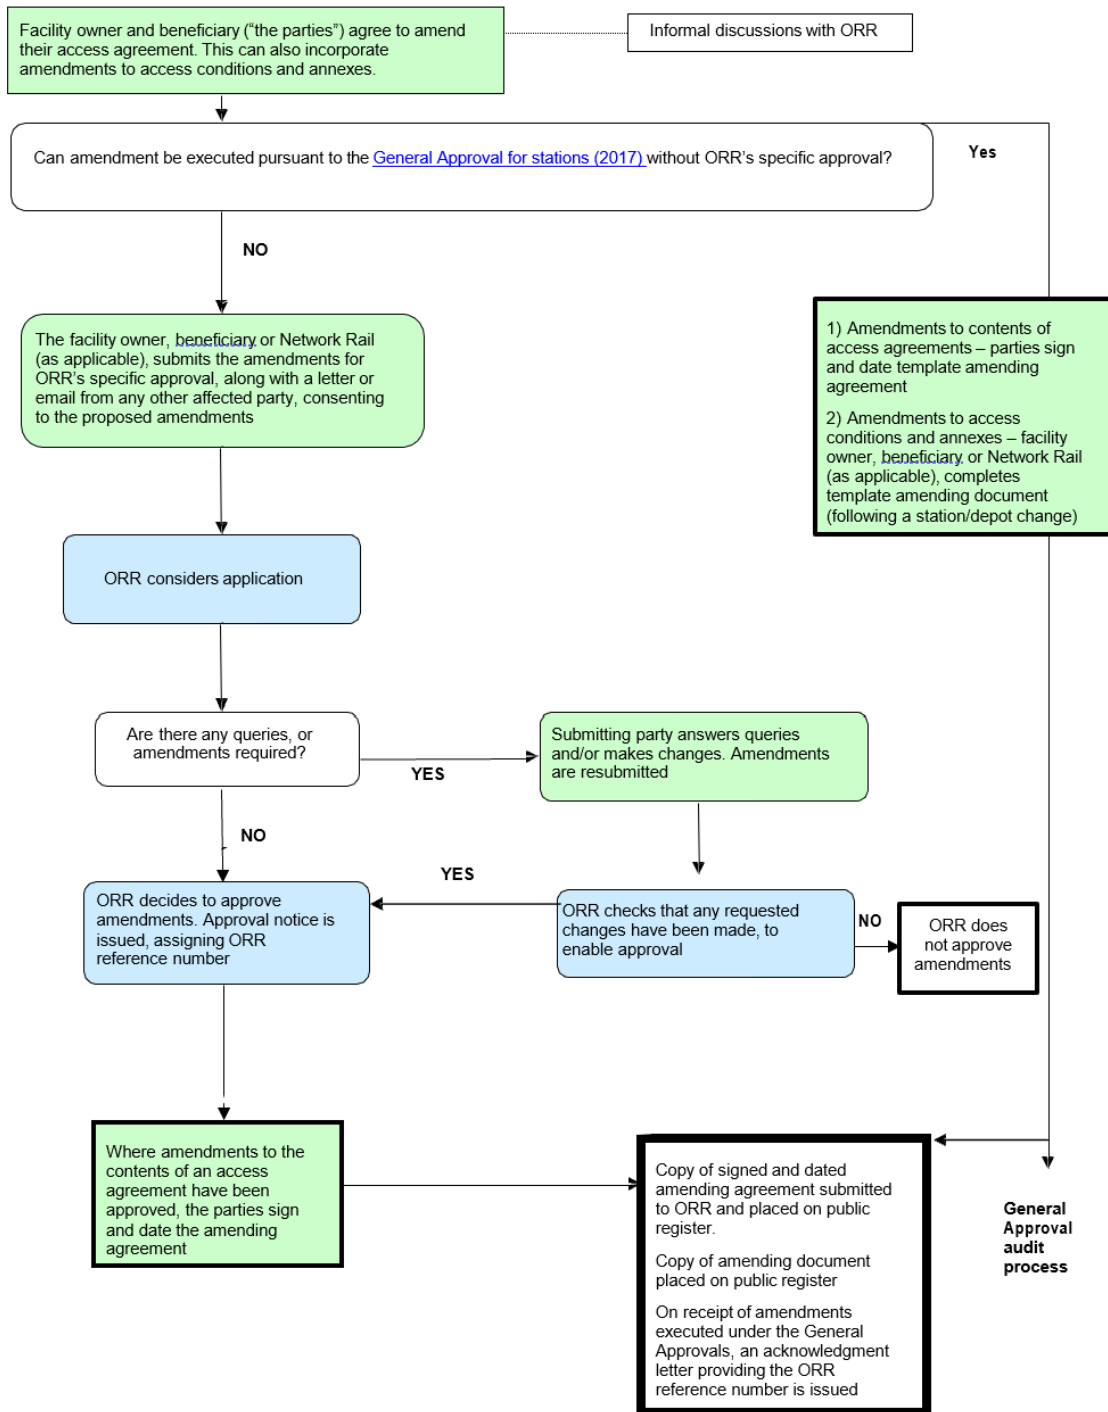 Facility owner and beneficiary (“the parties”) agree to amend
their access agreement. This can also incorporate
amendments to access conditions and annexes.
Informal discussions with ORR
Can amendment be executed pursuant to the General Approval for stations (2017) without ORR’s specific approval?
Yes
NO
The facility owner, beneficiary or Network Rail
(as applicable), submits the amendments for
ORR’s specific approval, along with a letter or
email from any other affected party, consenting
to the proposed amendments
1) Amendments to contents of
access agreements – parties sign
and date template amending
agreement
2) Amendments to access
conditions and annexes – facility
owner, beneficiary or Network Rail
(as applicable), completes
template amending document
(following a station/depot change)
ORR considers application
Are there any queries, or
amendments required?
YES
Submitting party answers queries
and/or makes changes. Amendments
are resubmitted
NO
YES
ORR decides to approve
amendments. Approval notice is
issued, assigning ORR
reference number
ORR checks that any requested
changes have been made, to
enable approval
NO
ORR does
not approve
amendments
Where amendments to the
contents of an access
agreement have been
approved, the parties sign
and date the amending
agreement
Copy of signed and dated
amending agreement submitted
to ORR and placed on public
register.
Copy of amending document
placed on public register
On receipt of amendments
executed under the General
Approvals, an acknowledgment
letter providing the ORR
reference number is issued
General
Approval
audit
process